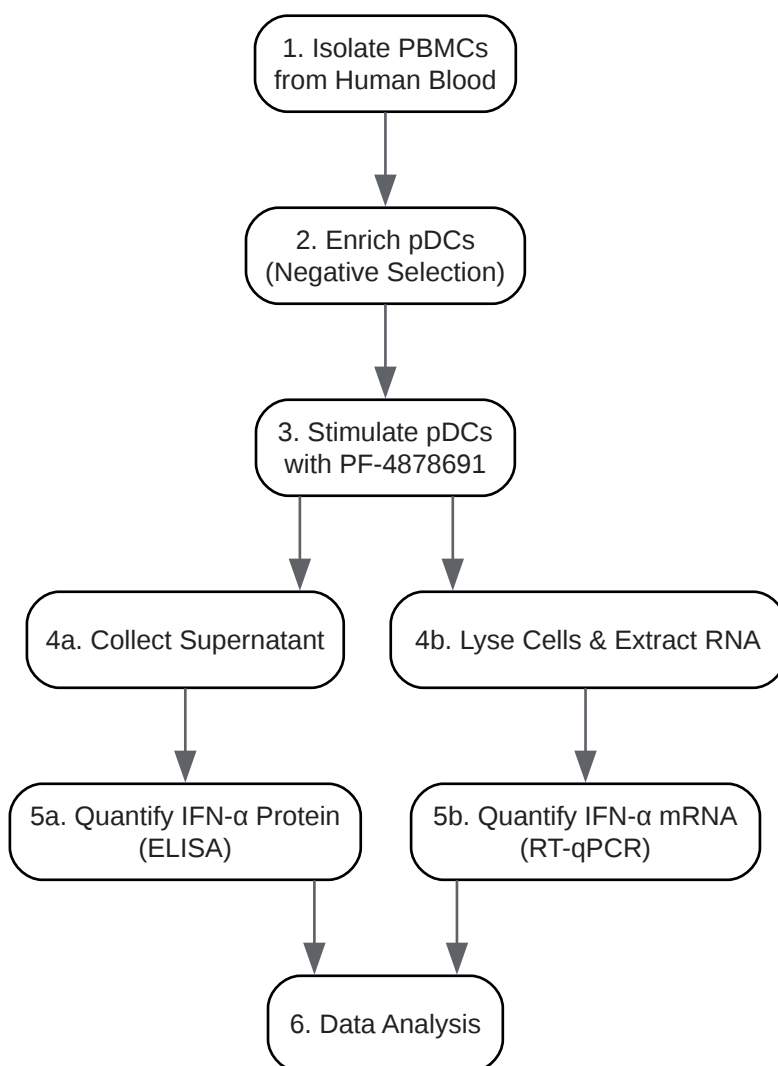 1. Isolate PBMCs
from Human Blood
2. Enrich pDCs
(Negative Selection)
3. Stimulate pDCs
with PF-4878691
4a. Collect Supernatant
4b. Lyse Cells & Extract RNA
5a. Quantify IFN-α Protein
(ELISA)
5b. Quantify IFN-α mRNA
(RT-qPCR)
6. Data Analysis